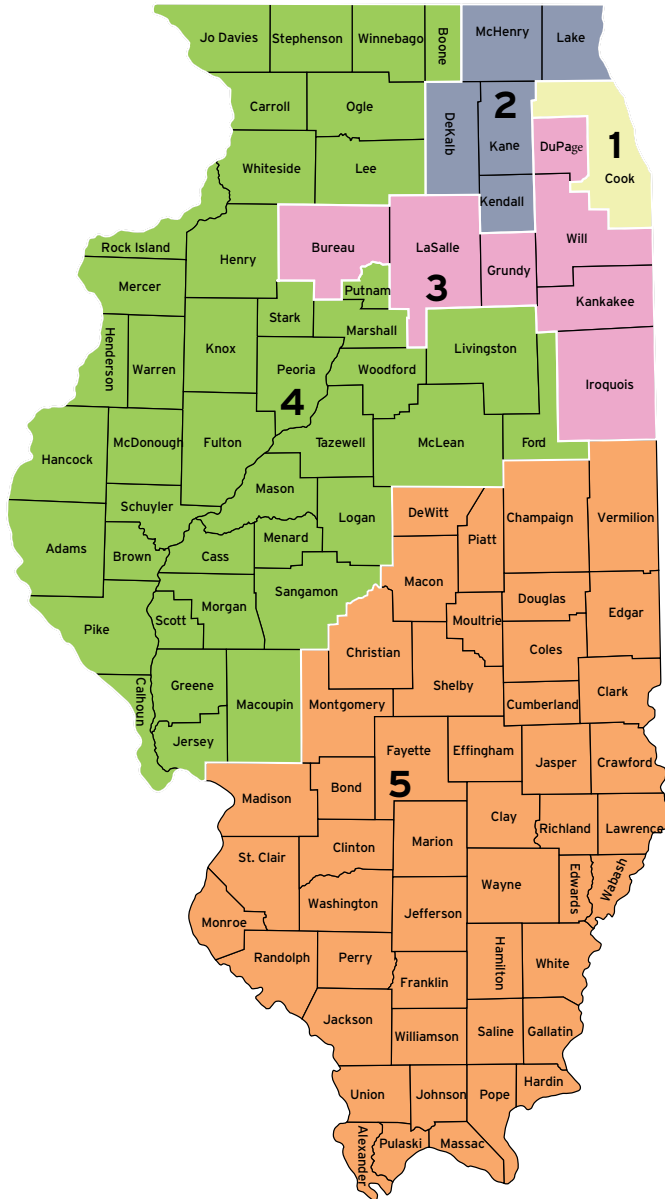 Jo Davies
Stephenson
Winnebago
Boone
McHenry
Lake
Carroll
Ogle
DeKalb
2
Kane
DuPage
1
Cook
Whiteside
Lee
Kendall
Rock Island
Henry
Bureau
LaSalle
Grundy
Will
Mercer
Putnam
3
Kankakee
Stark
Marshall
Henderson
Warren
Knox
Peoria
Woodford
Livingston
Iroquois
4
Hancock
McDonough
Fulton
Tazewell
McLean
Ford
Mason
Schuyler
Logan
DeWitt
Piatt
Champaign
Vermilion
Adams
Brown
Cass
Menard
Macon
Sangamon
Douglas
Pike
Scott
Morgan
Moultrie
Edgar
Christian
Coles
Greene
Calhoun
Macoupin
Montgomery
Shelby
Cumberland
Clark
Jersey
Fayette
Effingham
Jasper
Crawford
5
Madison
Bond
Clay
Richland
Lawrence
St. Clair
Clinton
Marion
Wayne
Edwards
Wabash
Monroe
Washington
Jefferson
Randolph
Perry
Franklin
Hamilton
White
Jackson
Williamson
Saline
Gallatin
Union
Johnson
Pope
Hardin
Alexander
Pulaski
Massac